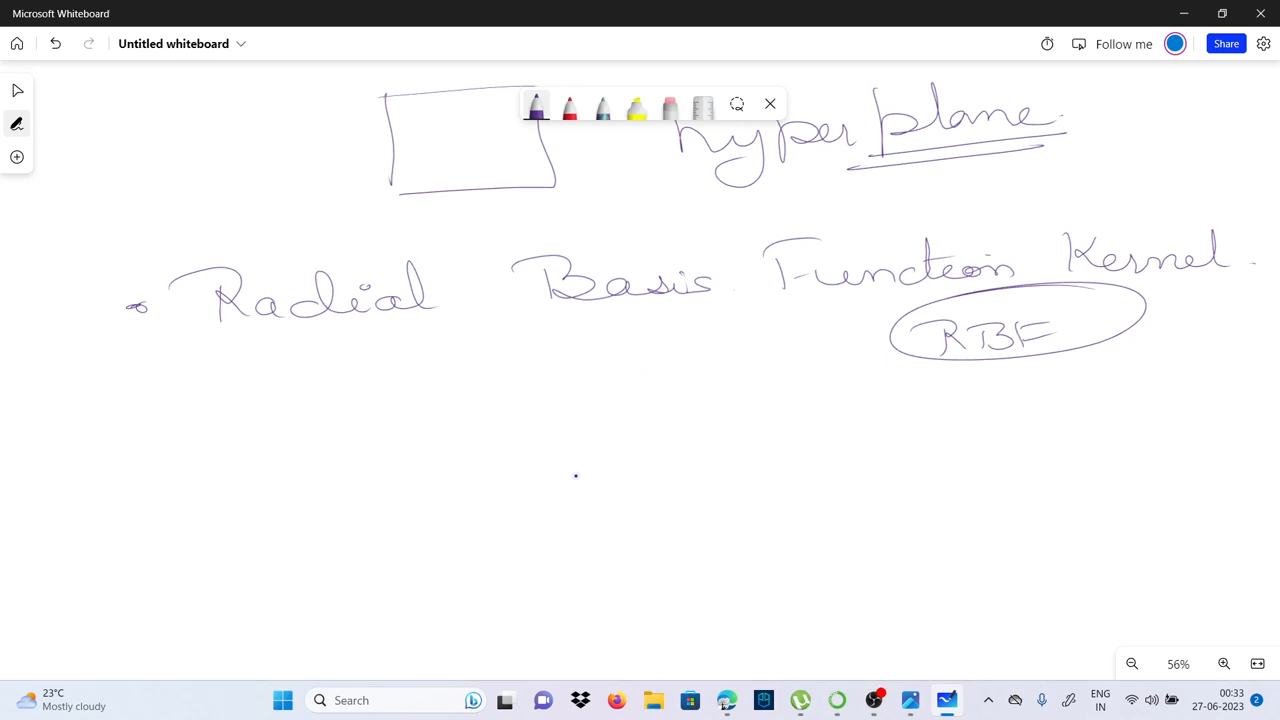 Microsoft Whiteboard
Untitled whiteboard
Follow me
Share
hyper plane
Radial Basis Function Kernel.
RBF
56%
23°C
Mostly cloudy
Search
ENG
IN
00:33
27-06-2023
2